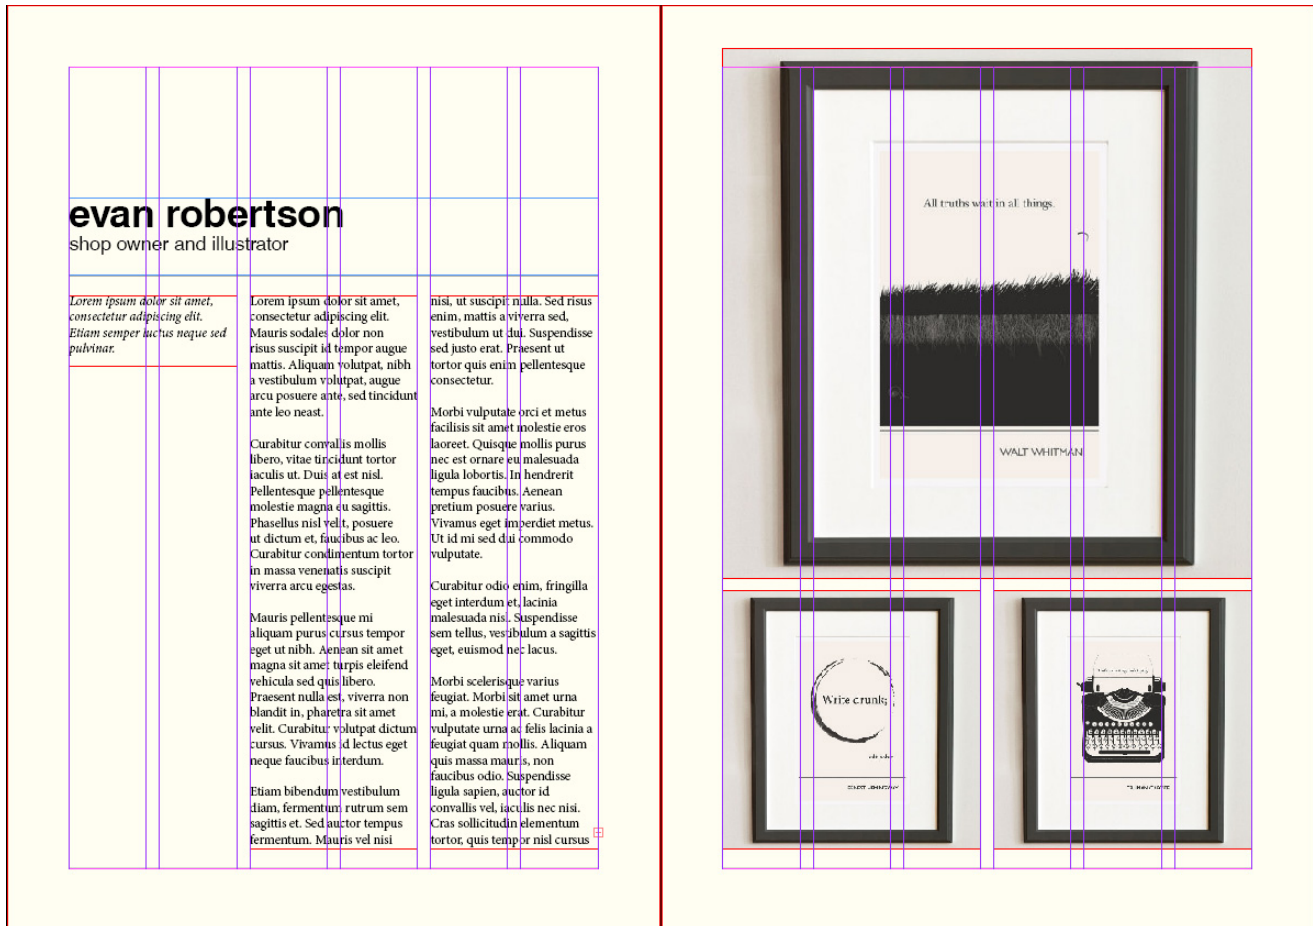 evan robertson
shop owner and illustrator
Lorem ipsum dolor sit amet,
consectetur adipiscing elit.
Etiam semper luctus neque sed
pulvinar.
Lorem ipsum dolor sit amet,
consectetur adipiscing elit.
Mauris sodales dolor non
risus suscipit id tempor augue
mattis. Aliquam volutpat, nibh
a vestibulum volutpat, augue
arcu posuere ante, sed tincidunt
ante leo neast.
Curabitur convallis mollis
libero, vitae tincidunt tortor
iaculis ut. Duis at est nisl.
Pellentesque pellentesque
molestie magna eu sagittis.
Phasellus nisl velit, posuere
ut dictum et, faucibus ac leo.
Curabitur condimentum tortor
in massa venenatis suscipit
viverra arcu egestas.
Mauris pellentesque mi
aliquam purus cursus tempor
eget ut nibh. Aenean sit amet
magna sit amet turpis eleifend
vehicula sed quis libero.
Praesent nulla est, viverra non
blandit in, pharetra sit amet
velit. Curabitur volutpat dictum
cursus. Vivamus id lectus eget
neque faucibus interdum.
Etiam bibendum vestibulum
diam, fermentum rutrum sem
sagittis et. Sed auctor tempus
fermentum. Mauris vel nisi
nisi, ut suscipit nulla. Sed risus
enim, mattis a viverra sed,
vestibulum ut dui. Suspendisse
sed justo erat. Praesent ut
tortor quis enim pellentesque
consectetur.
Morbi vulputate orci et metus
facilisis sit amet molestie eros
laoreet. Quisque mollis purus
nec est ornare eu malesuada
ligula lobortis. In hendrerit
tempus faucibus. Aenean
pretium posuere varius.
Vivamus eget imperdiet metus.
Ut id mi sed dui commodo
vulputate.
Curabitur odio enim, fringilla
eget interdum et, lacinia
malesuada nisl. Suspendisse
sem tellus, vestibulum a sagittis
eget, euismod nec lacus.
Morbi scelerisque varius
feugiat. Morbi sit amet urna
mi, a molestie erat. Curabitur
vulputate urna ac felis lacinia a
feugiat quam mollis. Aliquam
quis massa mauris, non
faucibus odio. Suspendisse
ligula sapien, auctor id
convallis vel, iaculis nec nisi.
Cras sollicitudin elementum
tortor, quis tempor nisl cursus
All truths wait in all things.
WALT WHITMAN
Write drunk;
ERNEST HEMINGWAY
TRUMAN CAPOTE